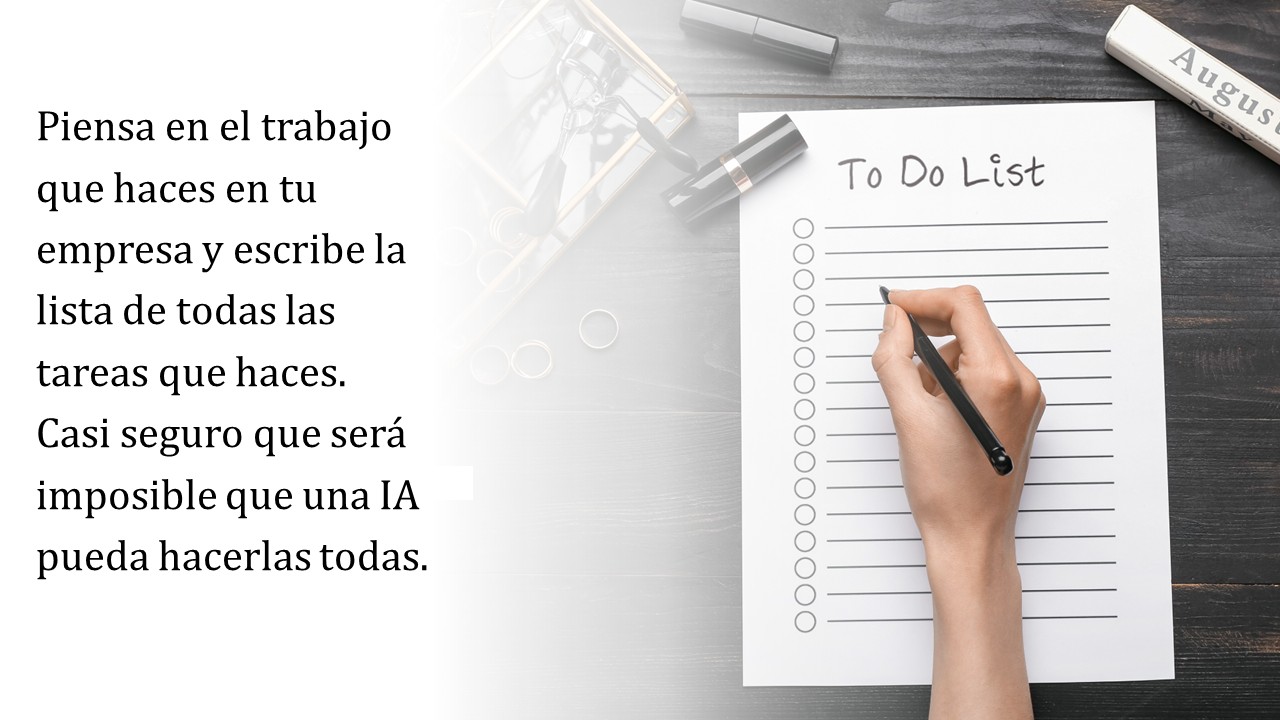 Piensa en el trabajo
que haces en tu
empresa y escribe la
lista de todas las
tareas que haces.
Casi seguro que será
imposible que una IA
pueda hacerlas todas.
To Do List
August
May